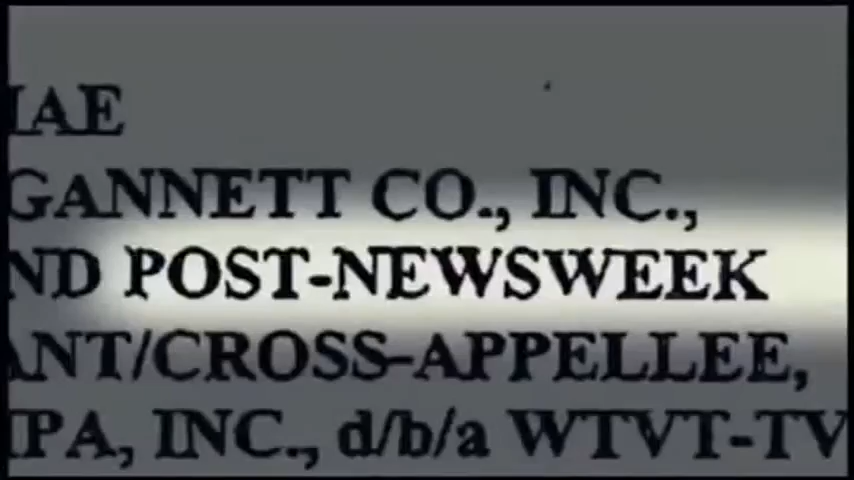 IAE
GANNETT CO., INC.,
ND POST-NEWSWEEK
ANT/CROSS-APPELLEE,
IPA, INC., d/b/a WTVT-TV